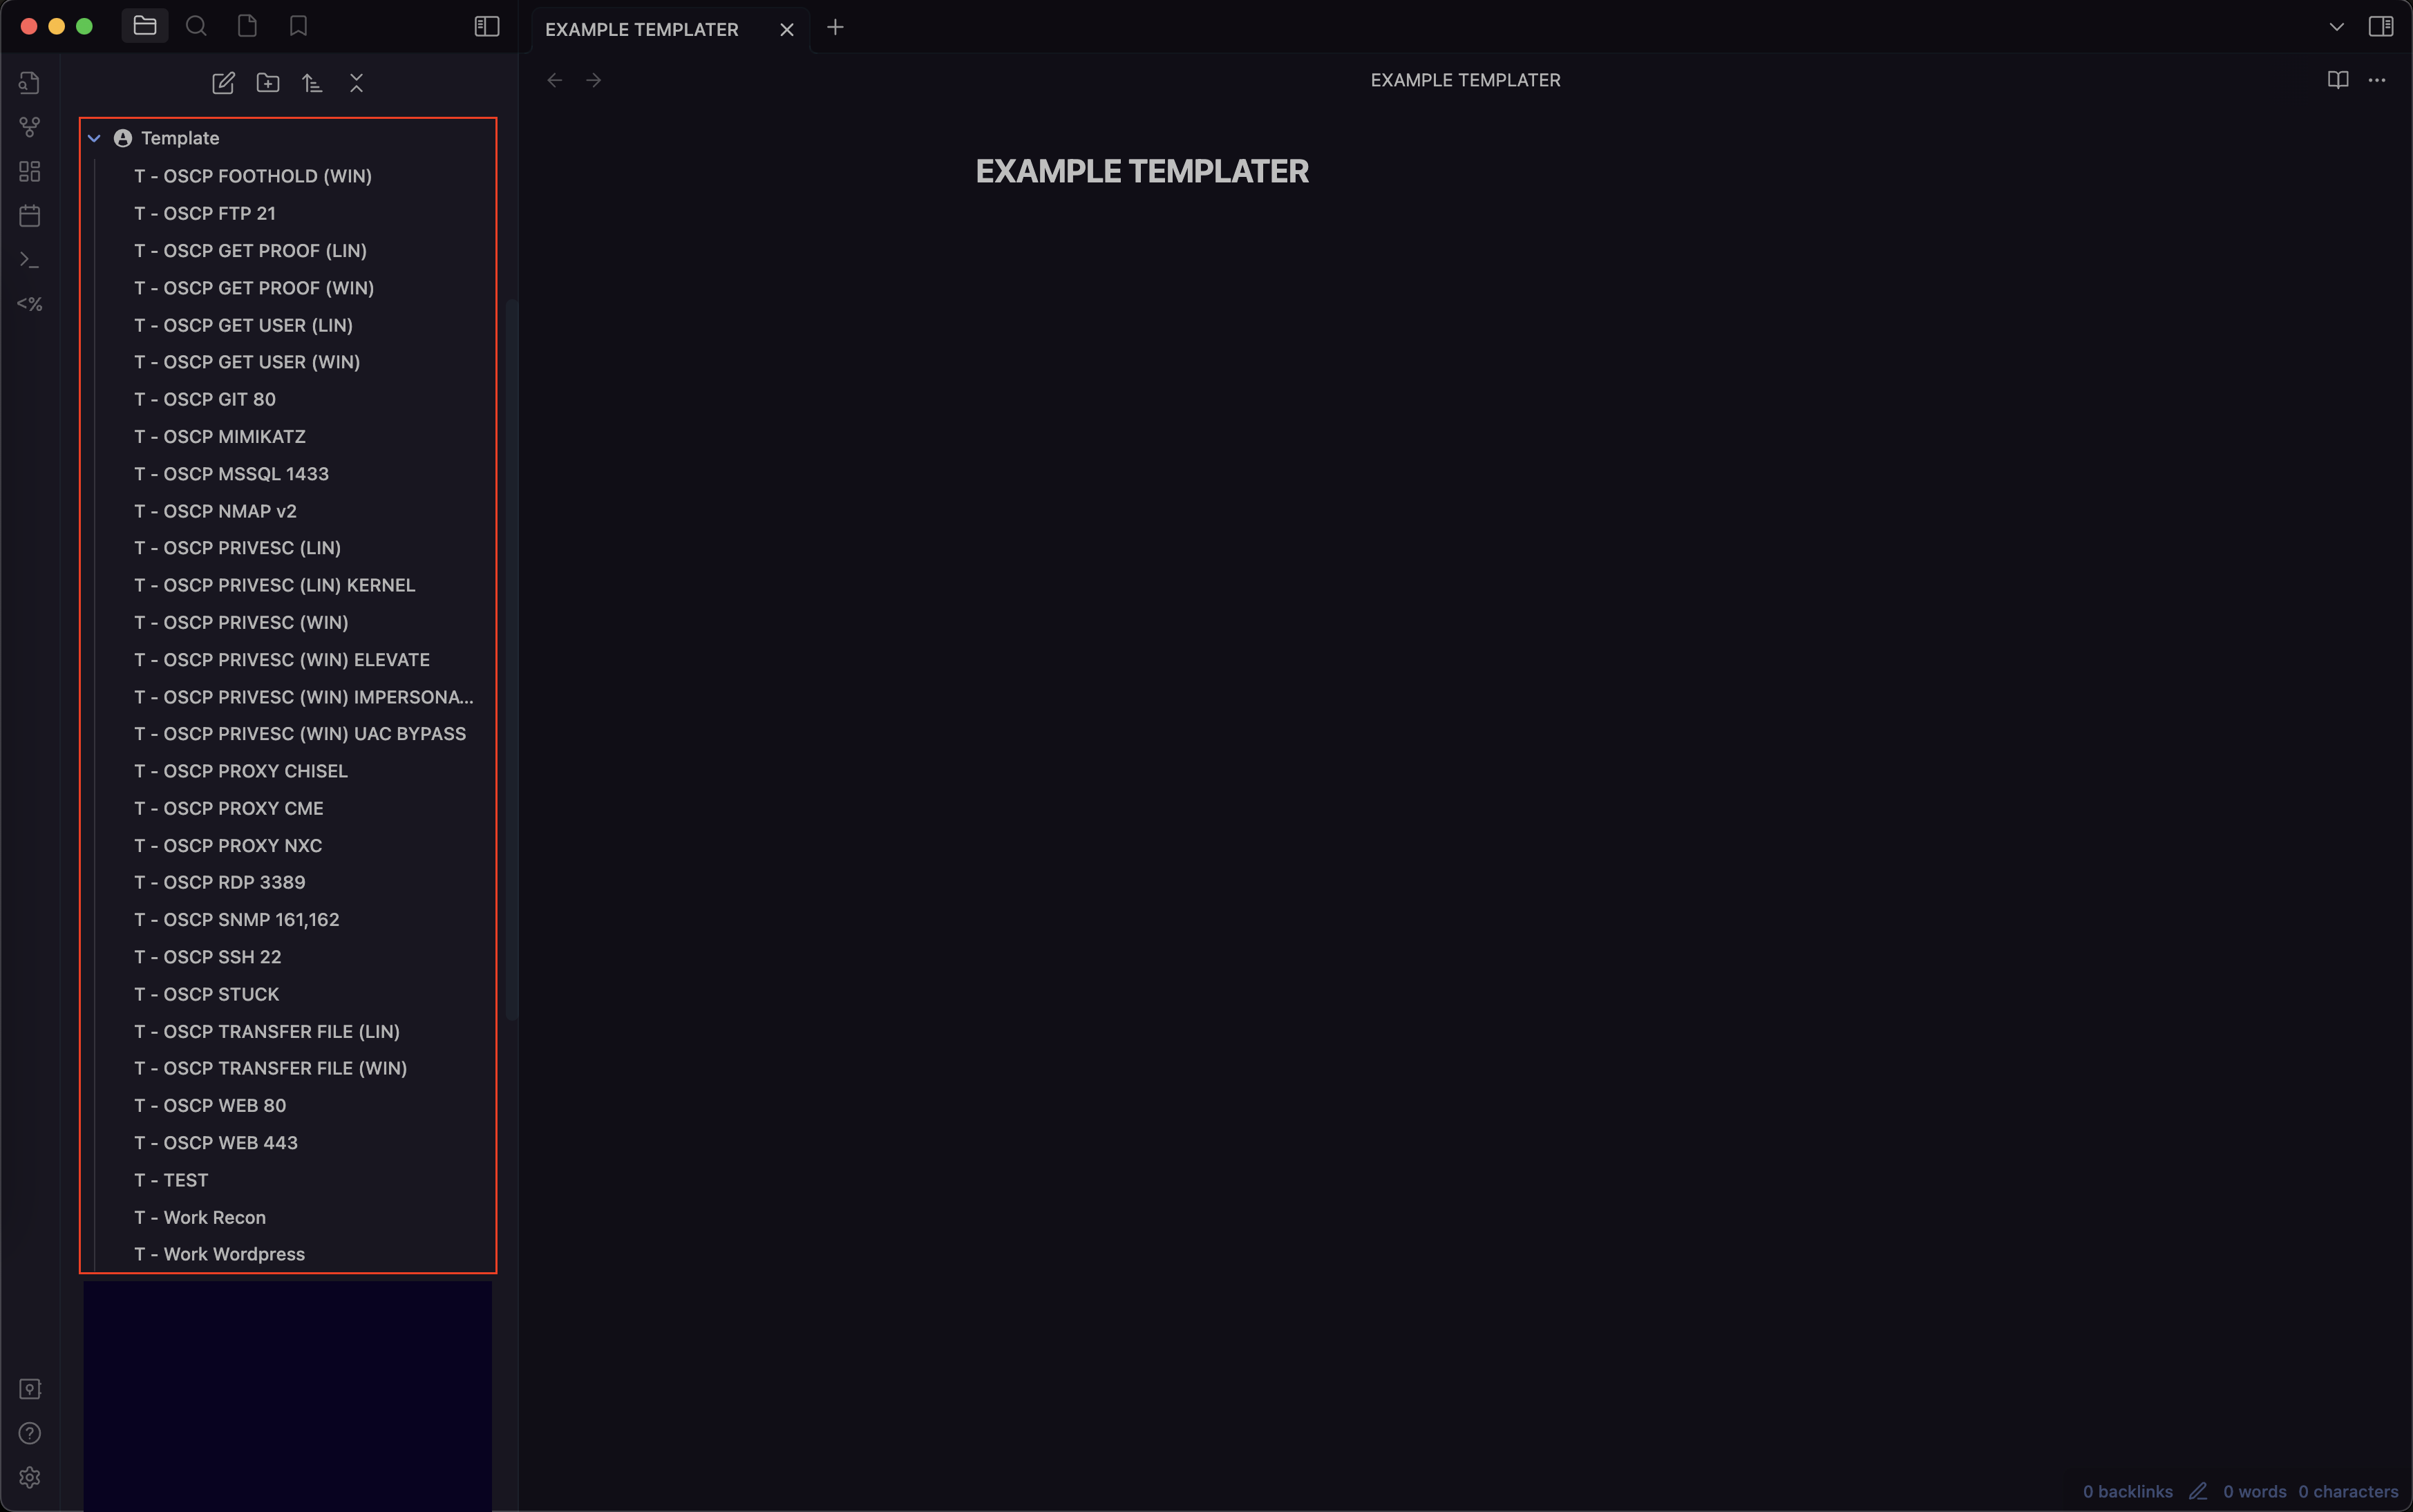 EXAMPLE TEMPLATER
EXAMPLE TEMPLATER
<%
Template
T - OSCP FOOTHOLD (WIN)
T - OSCP FTP 21
T - OSCP GET PROOF (LIN)
T - OSCP GET PROOF (WIN)
T - OSCP GET USER (LIN)
T - OSCP GET USER (WIN)
T - OSCP GIT 80
T - OSCP MIMIKATZ
T - OSCP MSSQL 1433
T - OSCP NMAP v2
T - OSCP PRIVESC (LIN)
T - OSCP PRIVESC (LIN) KERNEL
T - OSCP PRIVESC (WIN)
T - OSCP PRIVESC (WIN) ELEVATE
T - OSCP PRIVESC (WIN) IMPERSONA...
T - OSCP PRIVESC (WIN) UAC BYPASS
T - OSCP PROXY CHISEL
T - OSCP PROXY CME
T - OSCP PROXY NXC
T - OSCP RDP 3389
T - OSCP SNMP 161,162
T - OSCP SSH 22
T - OSCP STUCK
T - OSCP TRANSFER FILE (LIN)
T - OSCP TRANSFER FILE (WIN)
T - OSCP WEB 80
T - OSCP WEB 443
T - TEST
T - Work Recon
T - Work Wordpress
EXAMPLE TEMPLATER
0 backlinks 0 words 0 characters